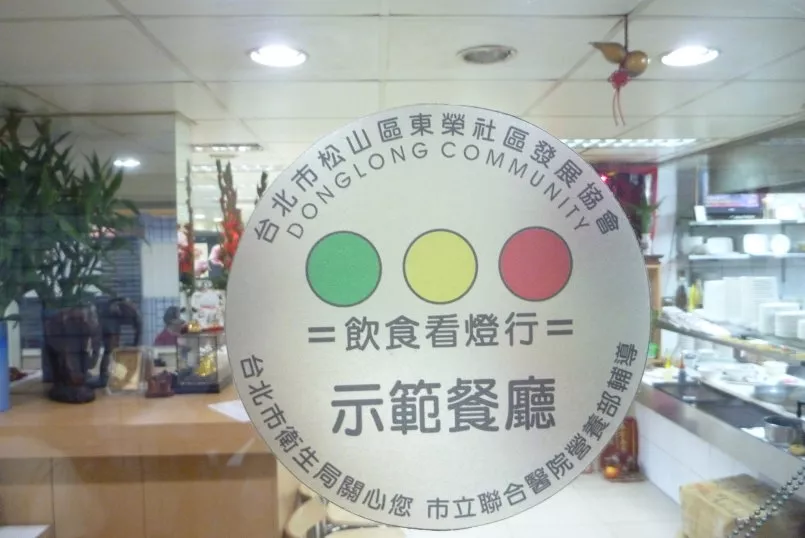 台北市松山區東榮社區發展協會
DONGLONG COMMUNITY
=飲食看燈行=
示範餐廳
台北市衛生局關心您 市立聯合醫院營養部輔導